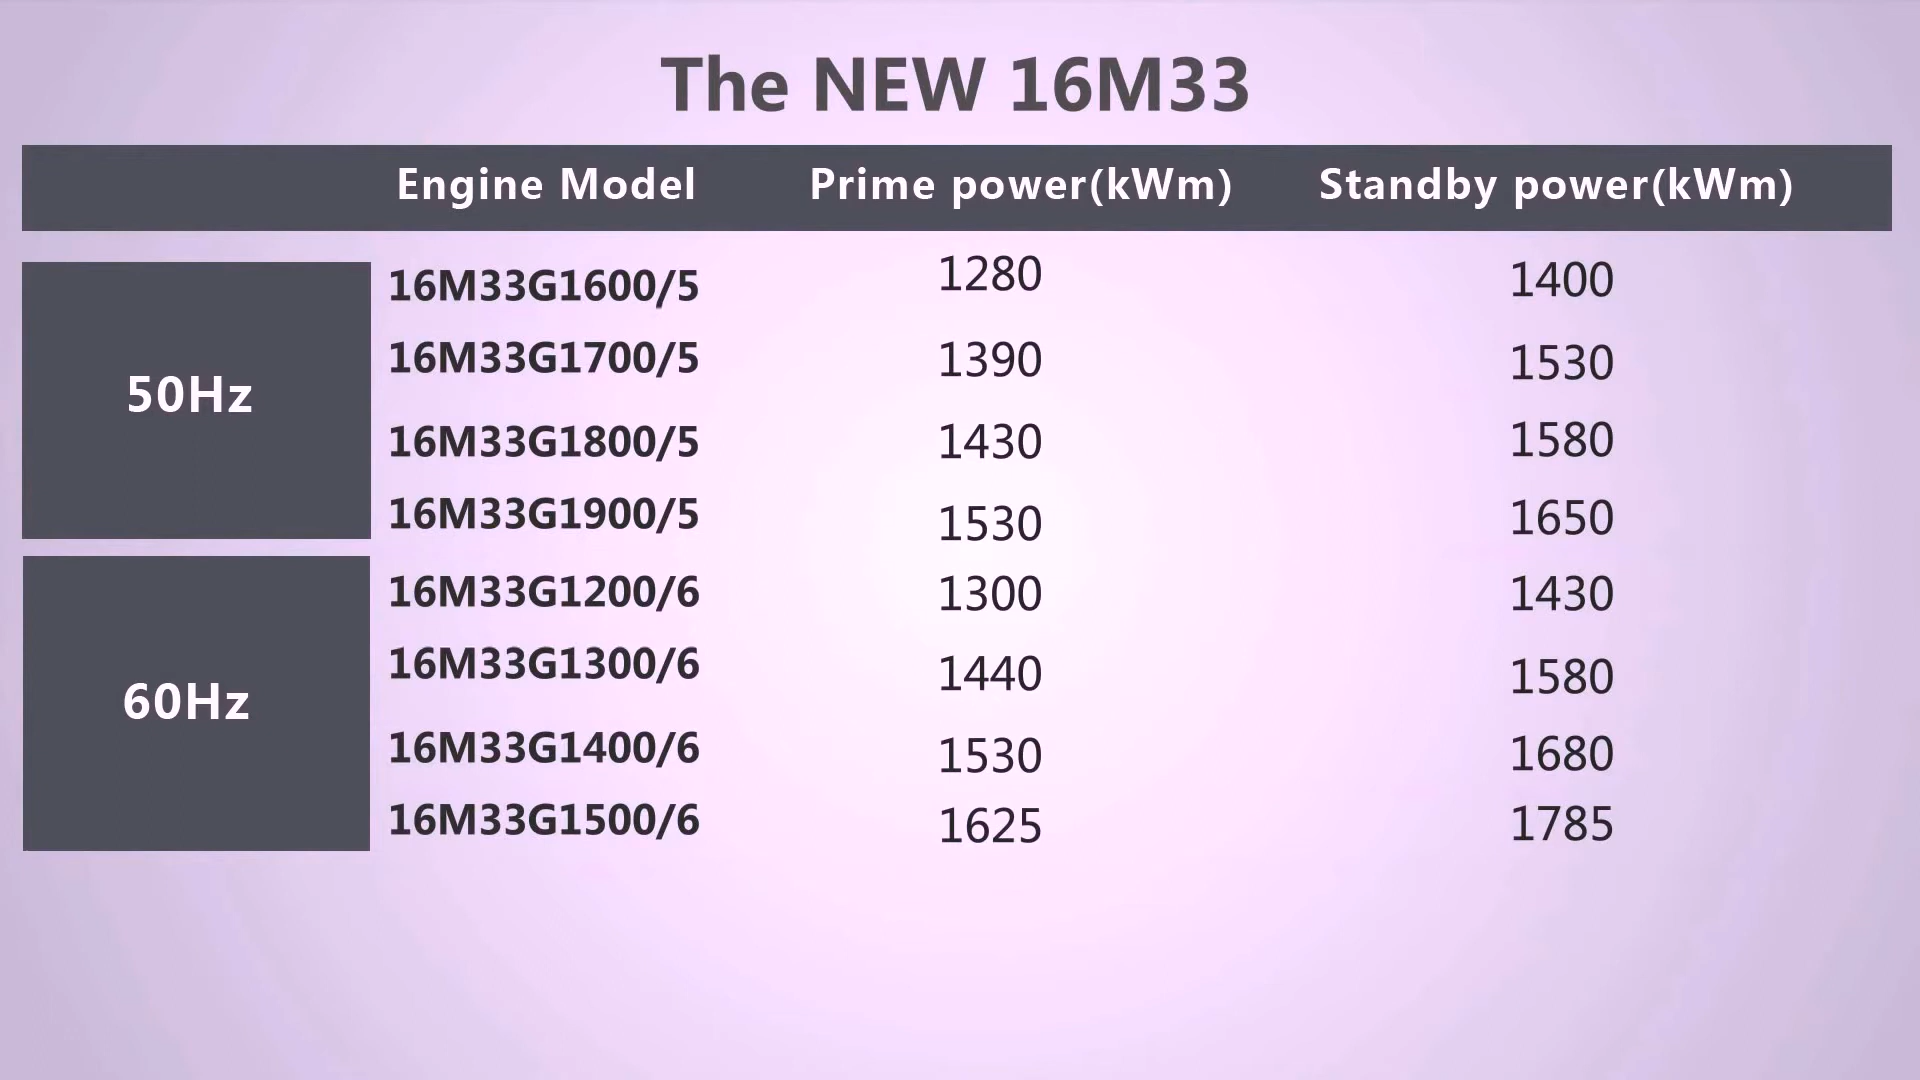 The NEW 16M33
Engine Model Prime power(kWm) Standby power(kWm)
50Hz
16M33G1600/5 1280 1400
16M33G1700/5 1390 1530
16M33G1800/5 1430 1580
16M33G1900/5 1530 1650
60Hz
16M33G1200/6 1300 1430
16M33G1300/6 1440 1580
16M33G1400/6 1530 1680
16M33G1500/6 1625 1785